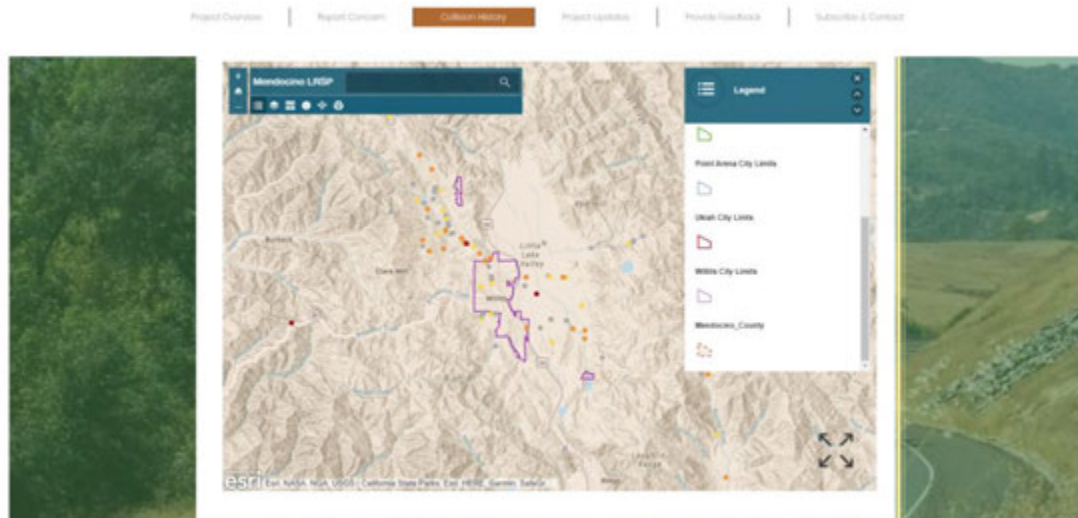 Project Overview
Report Concern
Collision History
Project Updates
Provide Feedback
Subscribe & Contact
Mendocino LRSP
Legend
Point Arena City Limits
Ukiah City Limits
Willits City Limits
Mendocino_County
Little
Lake
Valley
Willits
esri
Esri, NASA, NGA, USGS | California State Parks, Esri, HERE, Garmin, SafeGr...